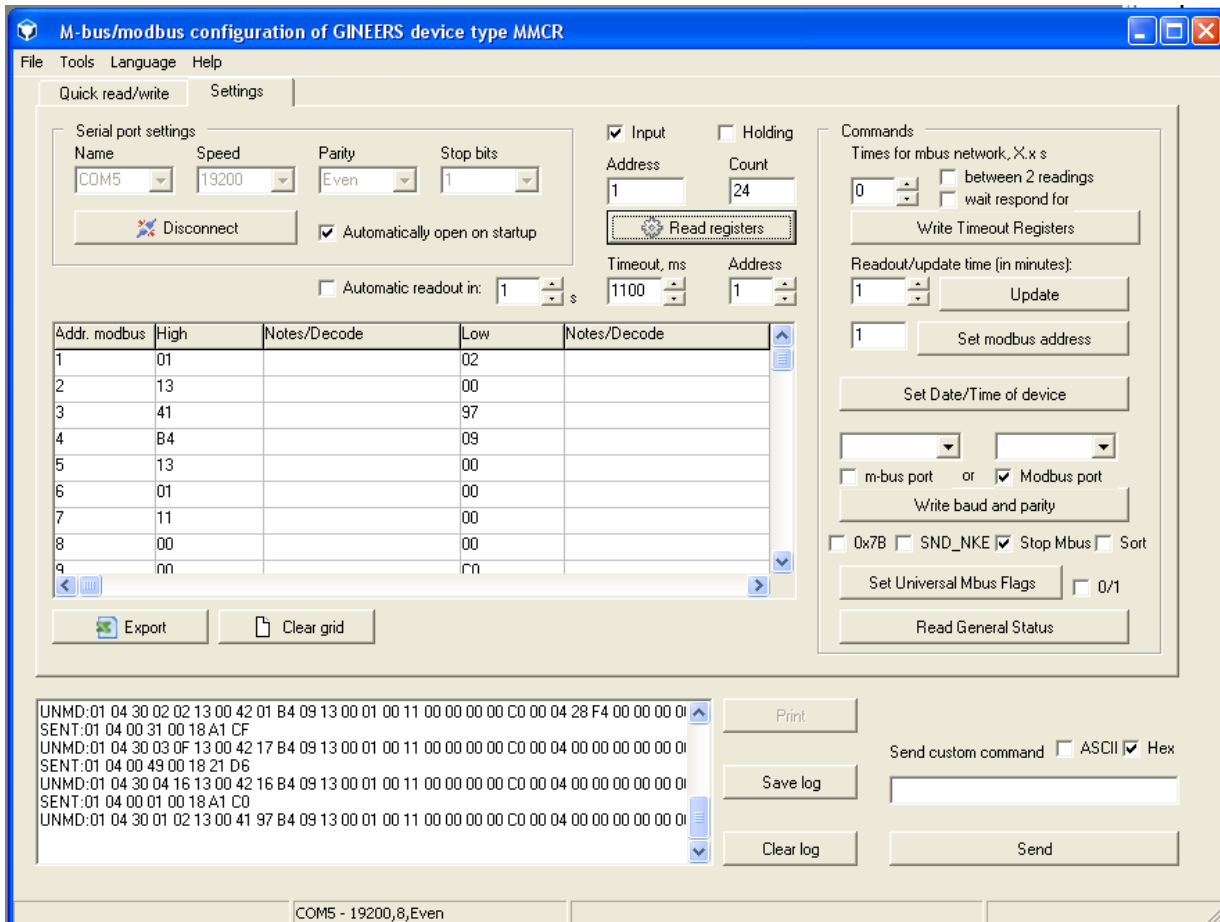 M-bus/modbus configuration of GINEERS device type MMCR
File Tools Language Help
Quick read/write Settings
Serial port settings
Name Speed Parity Stop bits
COM5 19200 Even 1
Disconnect
Automatically open on startup
Automatic readout in: 1 s
Input Holding
Address Count
1 24
Read registers
Timeout, ms Address
1100 1
Addr. modbus High Notes/Decode Low Notes/Decode
1 01 02
2 13 00
3 41 97
4 B4 09
5 13 00
6 01 00
7 11 00
8 00 00
9 00 C0
Export Clear grid
Commands
Times for mbus network, X.x s
0 between 2 readings
wait respond for
Write Timeout Registers
Readout/update time (in minutes):
1 Update
1 Set modbus address
Set Date/Time of device
m-bus port or Modbus port
Write baud and parity
0x7B SND_NKE Stop Mbus Sort
Set Universal Mbus Flags 0/1
Read General Status
UNMD:01 04 30 02 02 13 00 42 01 B4 09 13 00 01 00 11 00 00 00 00 C0 00 04 28 F4 00 00 00 0
SENT:01 04 00 31 00 18 A1 CF
UNMD:01 04 30 03 0F 13 00 42 17 B4 09 13 00 01 00 11 00 00 00 00 C0 00 04 00 00 00 00 00 0
SENT:01 04 00 49 00 18 21 D6
UNMD:01 04 30 04 16 13 00 42 16 B4 09 13 00 01 00 11 00 00 00 00 C0 00 04 00 00 00 00 00 0
SENT:01 04 00 01 00 18 A1 C0
UNMD:01 04 30 01 02 13 00 41 97 B4 09 13 00 01 00 11 00 00 00 00 C0 00 04 00 00 00 00 00 0
Print
Save log
Clear log
Send custom command ASCII Hex
Send
COM5 - 19200,8,Even